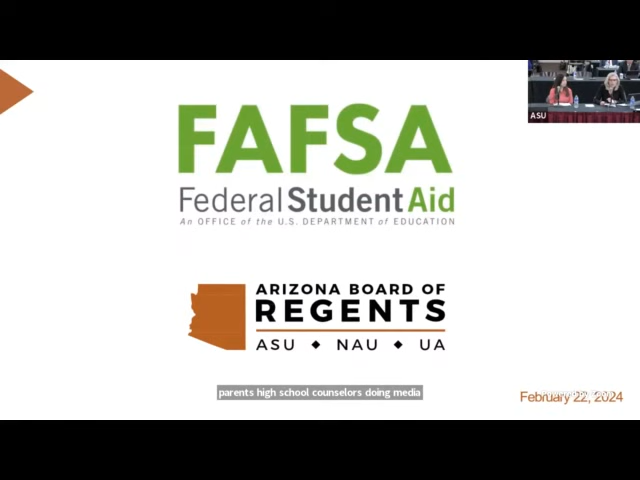 FAFSA
Federal Student Aid
An OFFICE of the U.S. DEPARTMENT of EDUCATION
ARIZONA BOARD OF
REGENTS
ASU ◆ NAU ◆ UA
parents high school counselors doing media
February 22, 2024
ASU